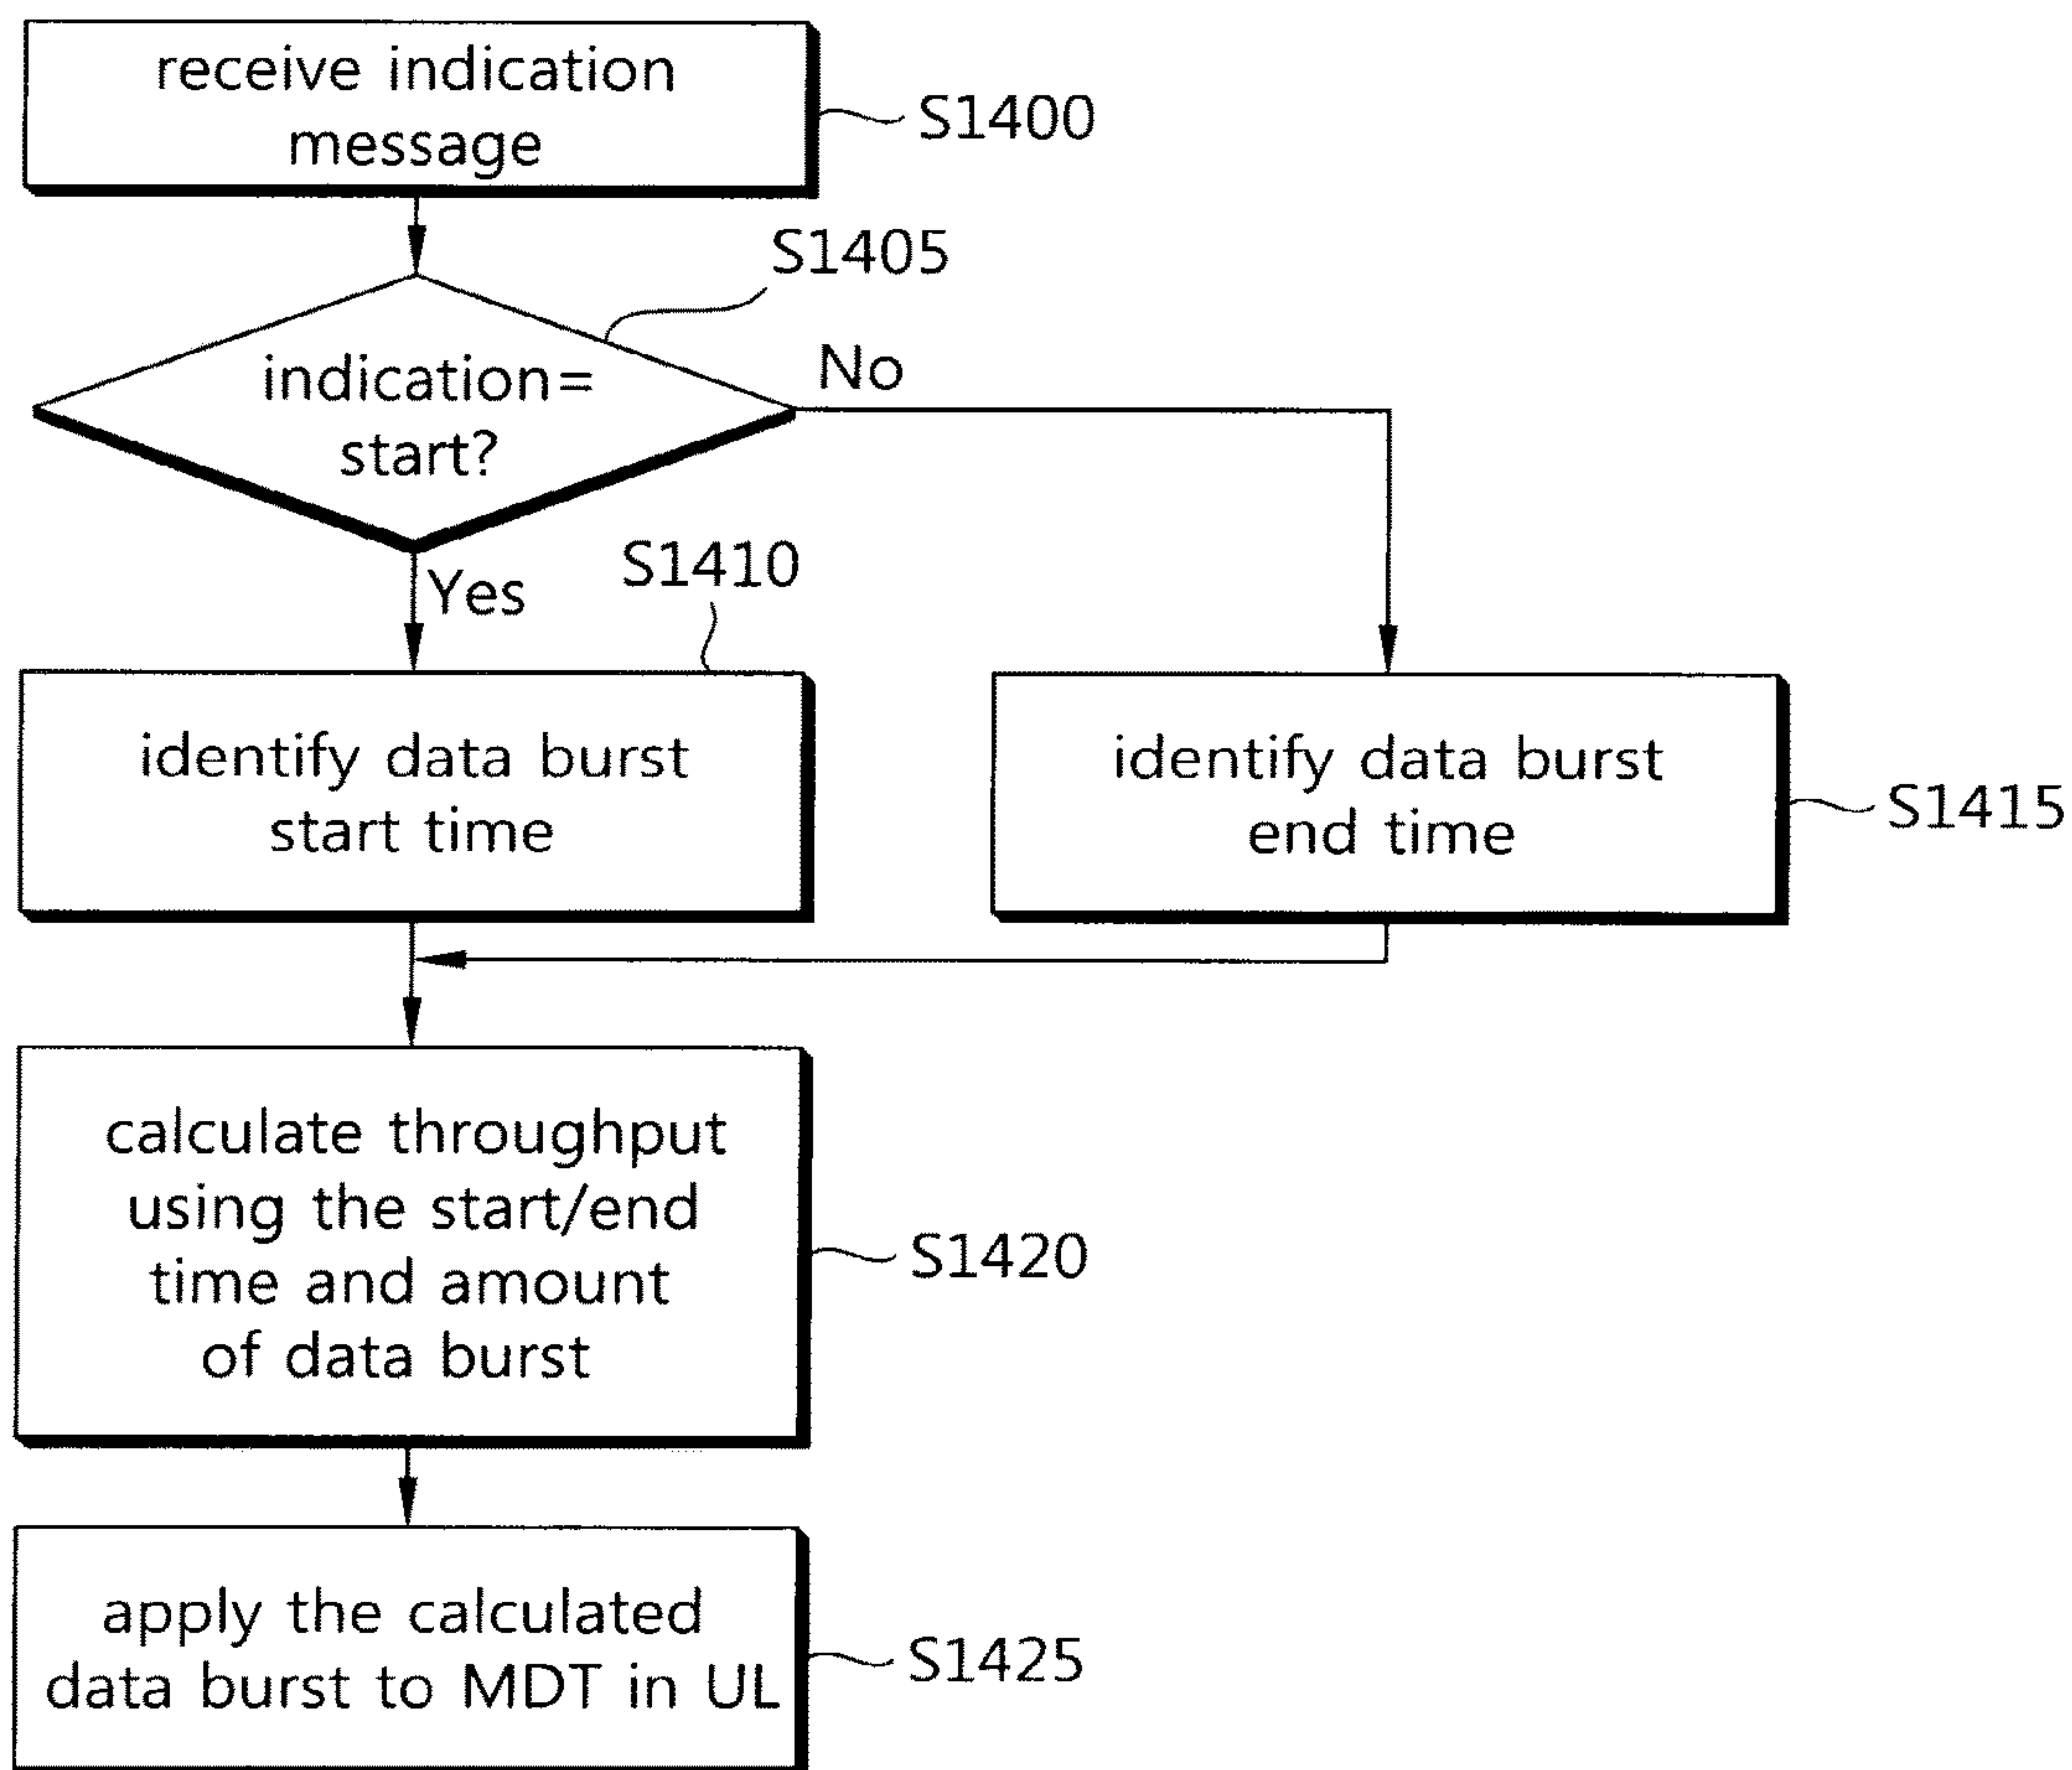 receive indication
message
S1400
S1405
indication=
start?
No
Yes
S1410
identify data burst
start time
identify data burst
end time
S1415
calculate throughput
using the start/end
time and amount
of data burst
S1420
apply the calculated
data burst to MDT in UL
S1425